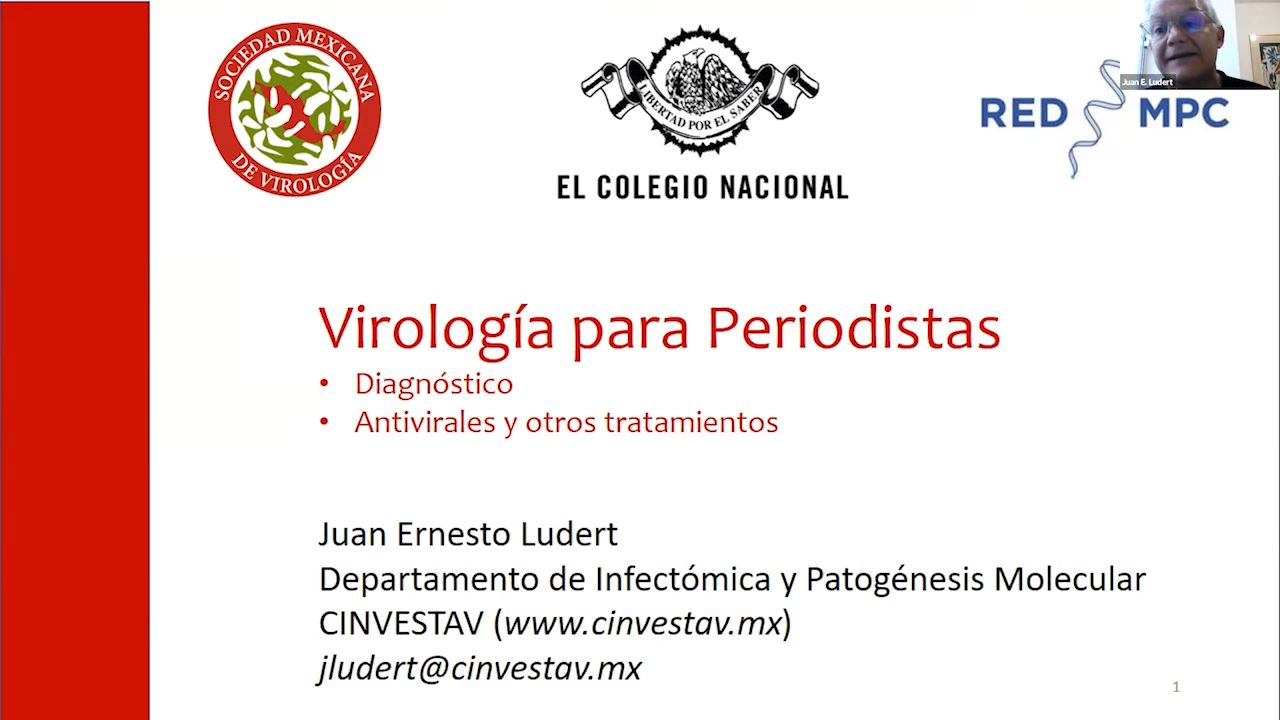 SOCIEDAD MEXICANA
DE VIROLOGÍA
LIBERTAD POR EL SABER
EL COLEGIO NACIONAL
Juan E. Ludert
RED MPC
Virología para Periodistas
• Diagnóstico
• Antivirales y otros tratamientos
Juan Ernesto Ludert
Departamento de Infectómica y Patogénesis Molecular
CINVESTAV (www.cinvestav.mx)
jludert@cinvestav.mx
1